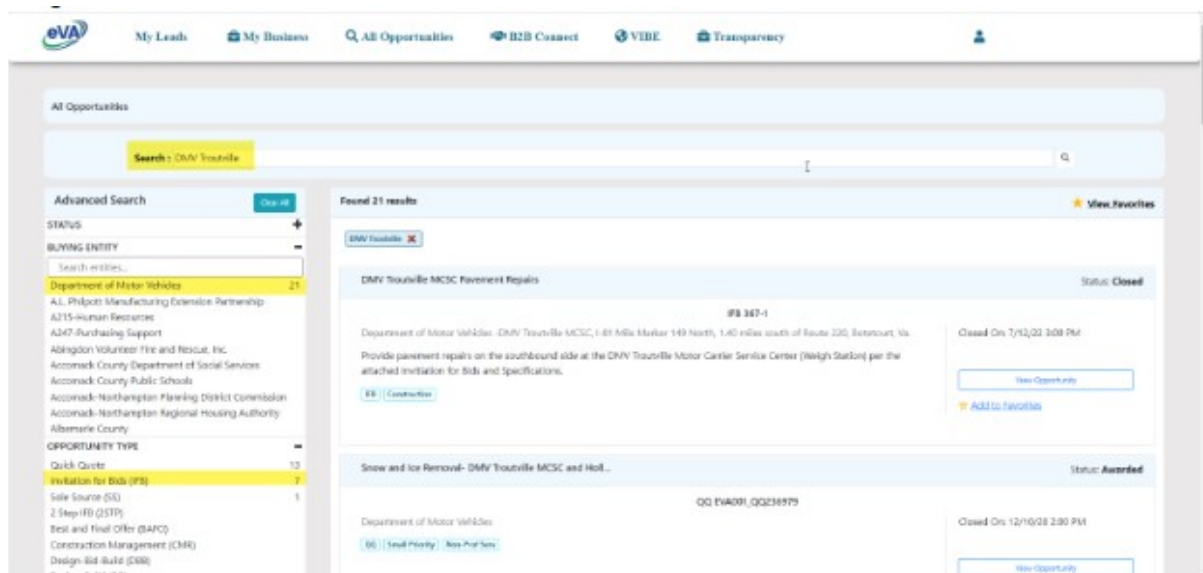 eVA
My Leads
My Business
All Opportunities
B2B Connect
VIBE
Transparency
All Opportunities
Search : DMV Troutville
Advanced Search
Clear All
STATUS
BUYING ENTITY
Search entities...
Department of Motor Vehicles 21
A.L. Philpott Manufacturing Extension Partnership
A215-Human Resources
A247-Purchasing Support
Abingdon Volunteer Fire and Rescue, Inc.
Accomack County Department of Social Services
Accomack County Public Schools
Accomack-Northampton Planning District Commission
Accomack-Northampton Regional Housing Authority
Albemarle County
OPPORTUNITY TYPE
Quick Quote 13
Invitation for Bids (IFB) 7
Sole Source (SS) 1
2 Step IFB (2STP)
Best and Final Offer (BAFO)
Construction Management (CMR)
Design-Bid-Build (DBB)
Found 21 results
View Favorites
DMV Troutville
DMV Troutville MCSC Pavement Repairs
Status: Closed
IFB 367-1
Department of Motor Vehicles -DMV Troutville MCSC, I-81 Mile Marker 149 North, 1.40 miles south of Route 220, Botetourt, Va.
Closed On: 7/12/22 3:00 PM
Provide pavement repairs on the southbound side at the DMV Troutville Motor Carrier Service Center (Weigh Station) per the
attached Invitation for Bids and Specifications.
View Opportunity
IFB Construction
Add to Favorites
Snow and Ice Removal- DMV Troutville MCSC and Holl...
Status: Awarded
QQ EVA001_QQ236979
Department of Motor Vehicles
Closed On: 12/10/20 2:00 PM
QQ Small Priority Non-Prof Serv
View Opportunity